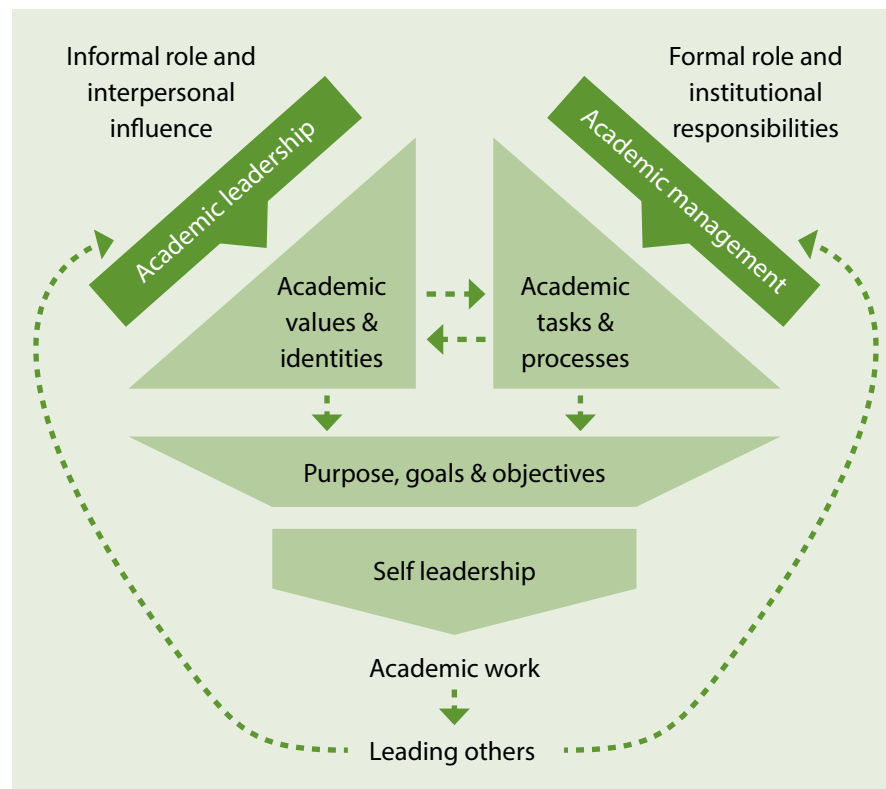 Informal role and
interpersonal
influence
Formal role and
institutional
responsibilities
Academic leadership
Academic management
Academic
values &
identities
Academic
tasks &
processes
Purpose, goals & objectives
Self leadership
Academic work
Leading others